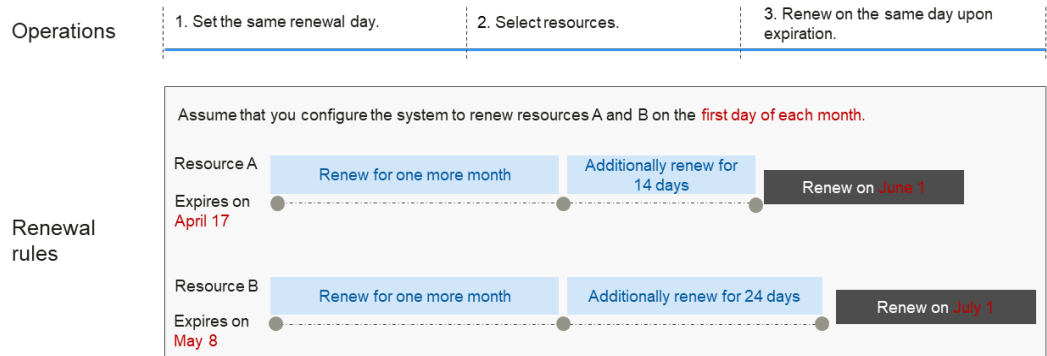 Operations
1. Set the same renewal day.
2. Select resources.
3. Renew on the same day upon
expiration.
Renewal
rules
Assume that you configure the system to renew resources A and B on the first day of each month.
Resource A
Renew for one more month
Additionally renew for
14 days
Renew on June 1
Expires on
April 17
Resource B
Renew for one more month
Additionally renew for 24 days
Renew on July 1
Expires on
May 8